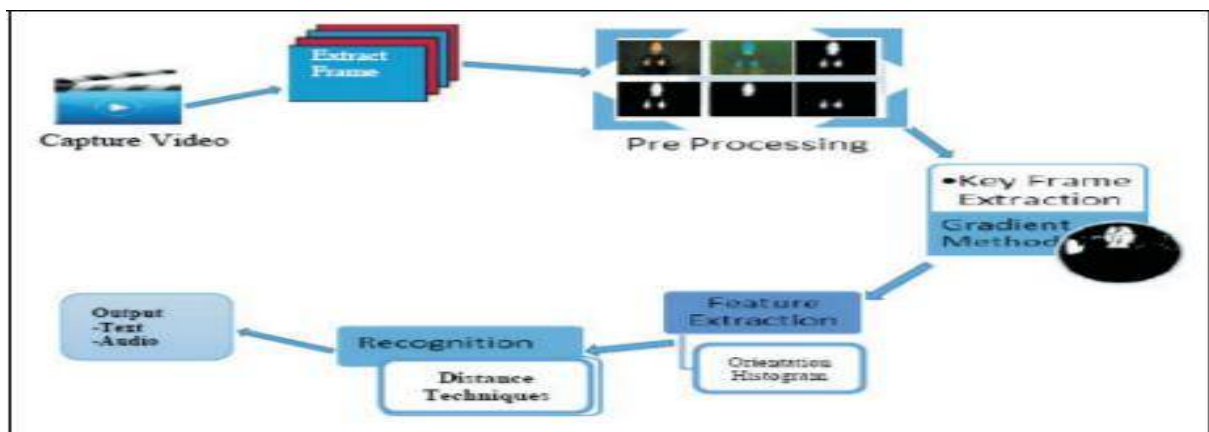 Extract
Frame
Capture Video
Pre Processing
•Key Frame
Extraction
Gradient
Method
Feature
Extraction
Orientation
Histogram
Recognition
Distance
Techniques
Output
-Text
-Audio